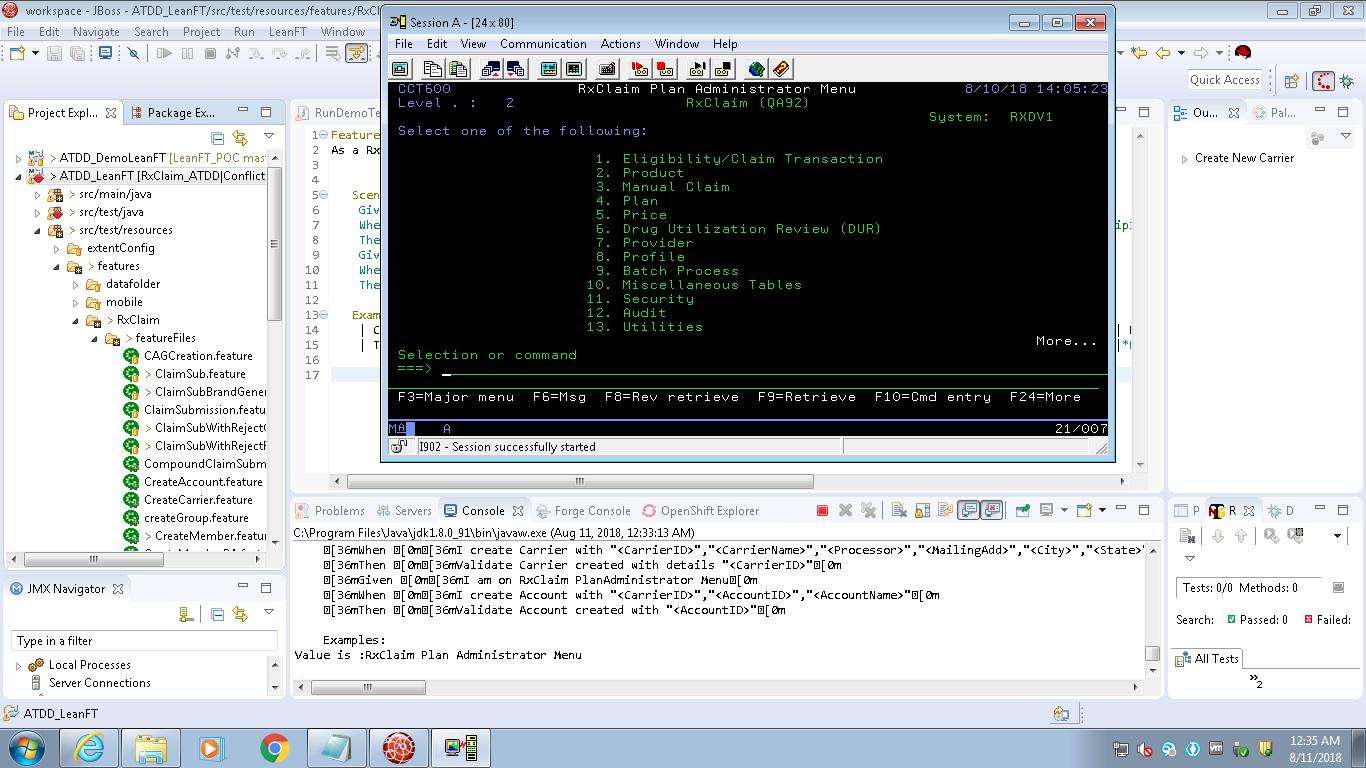 workspace - JBoss - ATDD_LeanFT/src/test/resources/features/RxCl
File Edit Navigate Search Project Run LeanFT Window
Quick Access
Project Expl... Package Ex...
> ATDD_DemoLeanFT [LeanFT_POC mas
> ATDD_LeanFT [RxClaim_ATDD|Conflict
> src/main/java
> src/test/java
> src/test/resources
extentConfig
> features
datafolder
mobile
> RxClaim
> featureFiles
CAGCreation.feature
> ClaimSub.feature
> ClaimSubBrandGener
ClaimSubmission.featu
> ClaimSubWithReject
> ClaimSubWithRejectF
CompoundClaimSubm
CreateAccount.feature
CreateCarrier.feature
createGroup.feature
> CreateMember.featur
RunDemoTe
1 Feature
2 As a Rx
3
4
5 Scen
6 Giv
7 Whe
8 The
9 Giv
10 Whe
11 The
12
13 Exam
14 | C
15 | T
16
17
Session A - [24 x 80]
File Edit View Communication Actions Window Help
CCT600 RxClaim Plan Administrator Menu 8/10/18 14:05:23
Level . : 2 RxClaim (QA92)
System: RXDV1
Select one of the following:
1. Eligibility/Claim Transaction
2. Product
3. Manual Claim
4. Plan
5. Price
6. Drug Utilization Review (DUR)
7. Provider
8. Profile
9. Batch Process
10. Miscellaneous Tables
11. Security
12. Audit
13. Utilities
More...
Selection or command
===>
F3=Major menu F6=Msg F8=Rev retrieve F9=Retrieve F10=Cmd entry F24=More
MA A 21/007
I902 - Session successfully started
Ou... Pal...
Create New Carrier
Problems Servers Console Forge Console OpenShift Explorer
C:\Program Files\Java\jdk1.8.0_91\bin\javaw.exe (Aug 11, 2018, 12:33:13 AM)
[36mWhen [0m[36mI create Carrier with "<CarrierID>","<CarrierName>","<Processor>","<MailingAdd>","<City>","<State>"
[36mThen [0m[36mValidate Carrier created with details "<CarrierID>"[0m
[36mGiven [0m[36mI am on RxClaim PlanAdministrator Menu[0m
[36mWhen [0m[36mI create Account with "<CarrierID>","<AccountID>","<AccountName>"[0m
[36mThen [0m[36mValidate Account created with "<AccountID>"[0m
Examples:
Value is :RxClaim Plan Administrator Menu
JMX Navigator
Type in a filter
Local Processes
Server Connections
P R D
Tests: 0/0 Methods: 0
Search: Passed: 0 Failed:
All Tests
»2
ATDD_LeanFT
12:35 AM
8/11/2018